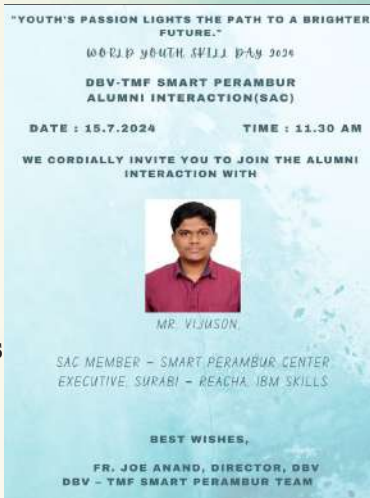 "YOUTH'S PASSION LIGHTS THE PATH TO A BRIGHTER
FUTURE."
WORLD YOUTH SKILL DAY 2024
DBV-TMF SMART PERAMBUR
ALUMNI INTERACTION(SAC)
DATE : 15.7.2024 TIME : 11.30 AM
WE CORDIALLY INVITE YOU TO JOIN THE ALUMNI
INTERACTION WITH
MR. VIJUSON,
SAC MEMBER – SMART PERAMBUR CENTER
EXECUTIVE, SURABI – REACHA, IBM SKILLS
BEST WISHES,
FR. JOE ANAND, DIRECTOR, DBV
DBV – TMF SMART PERAMBUR TEAM